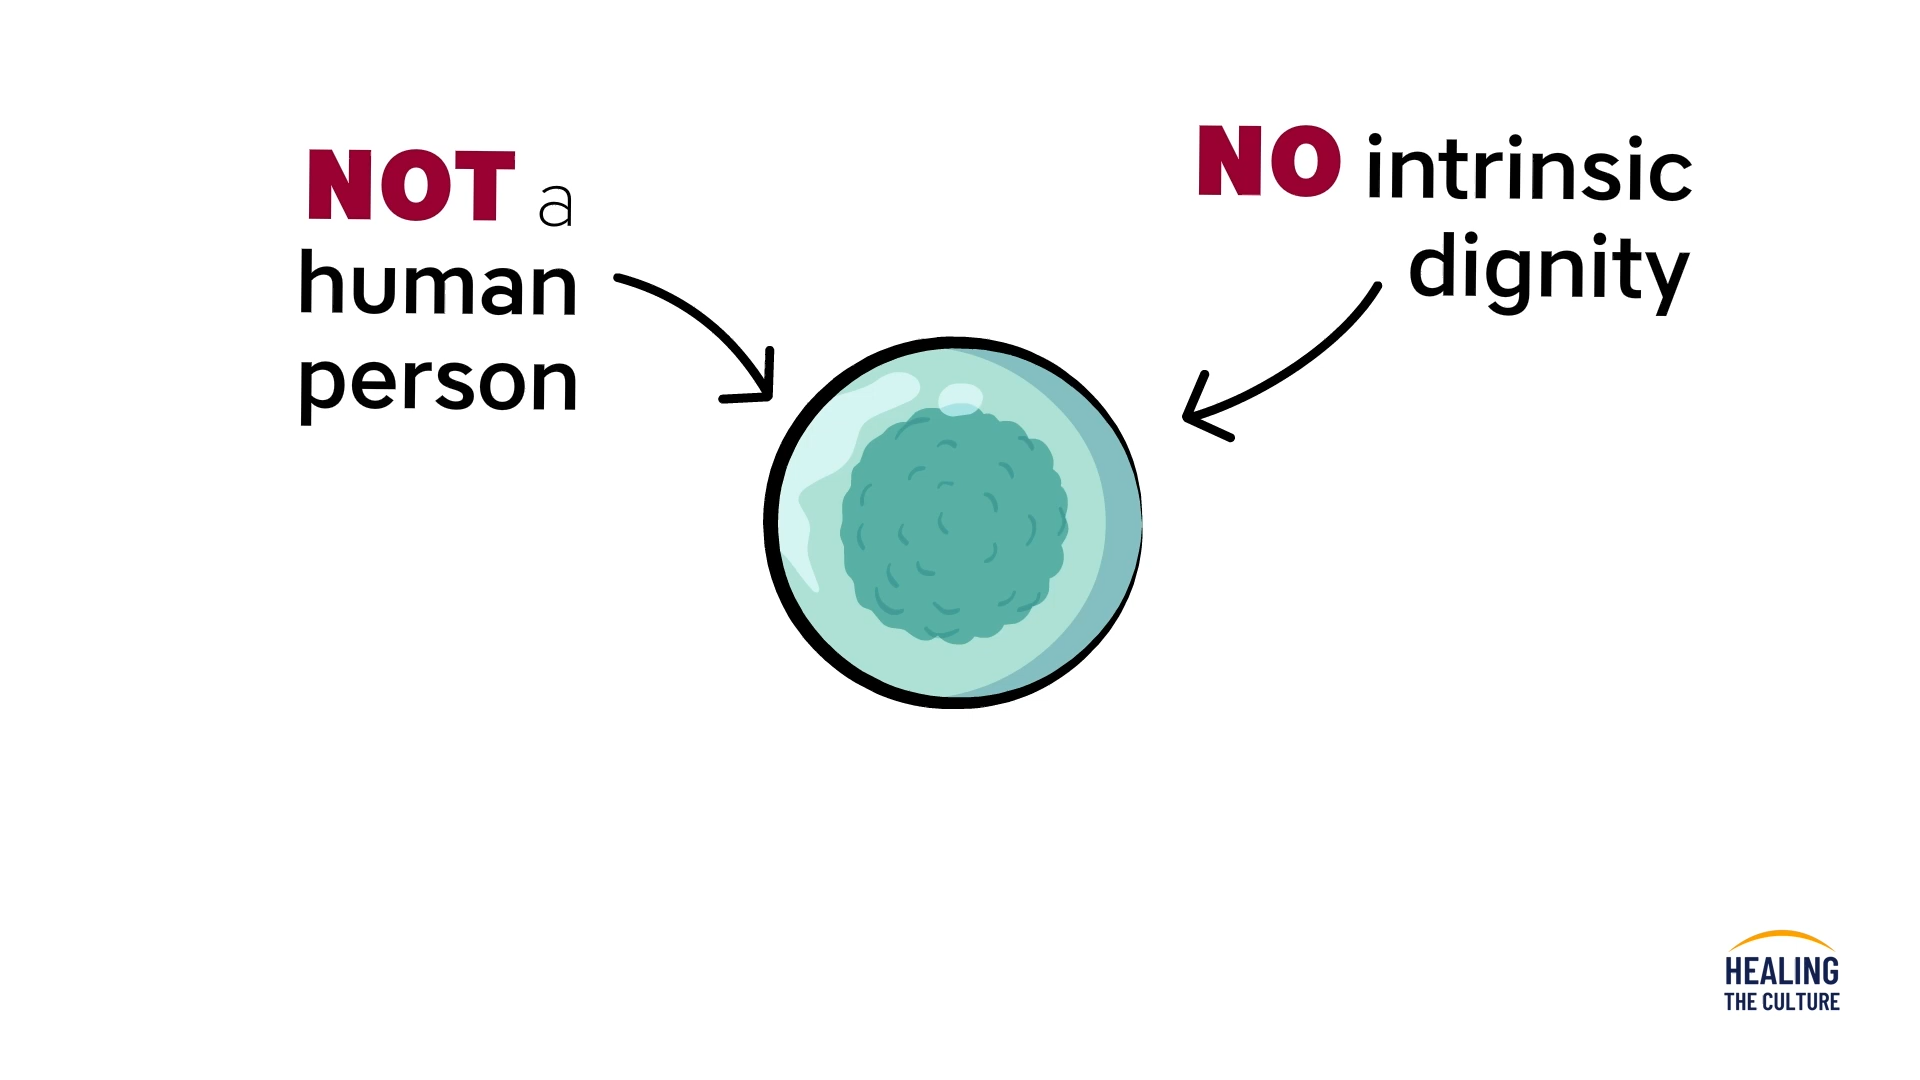 NOT a
human
person
NO intrinsic
dignity
HEALING
THE CULTURE